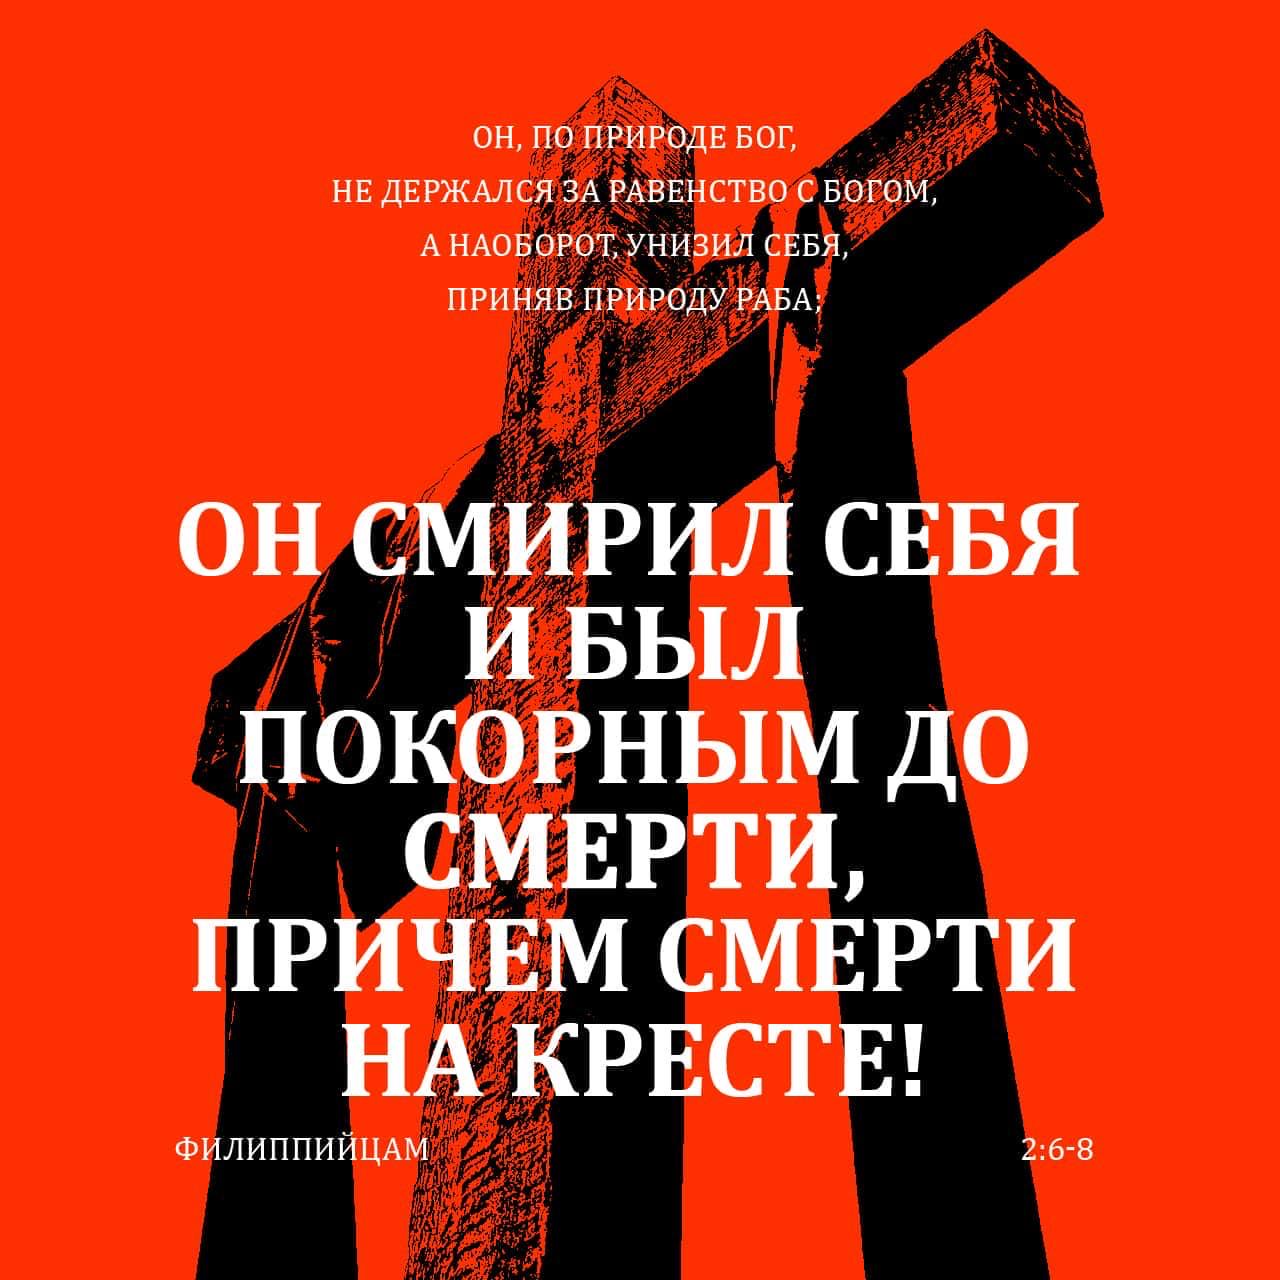 ОН, ПО ПРИРОДЕ БОГ,
НЕ ДЕРЖАЛСЯ ЗА РАВЕНСТВО С БОГОМ,
А НАОБОРОТ, УНИЗИЛ СЕБЯ,
ПРИНЯВ ПРИРОДУ РАБА;
ОН СМИРИЛ СЕБЯ
И БЫЛ
ПОКОРНЫМ ДО
СМЕРТИ,
ПРИЧЕМ СМЕРТИ
НА КРЕСТЕ!
ФИЛИППИЙЦАМ 2:6-8